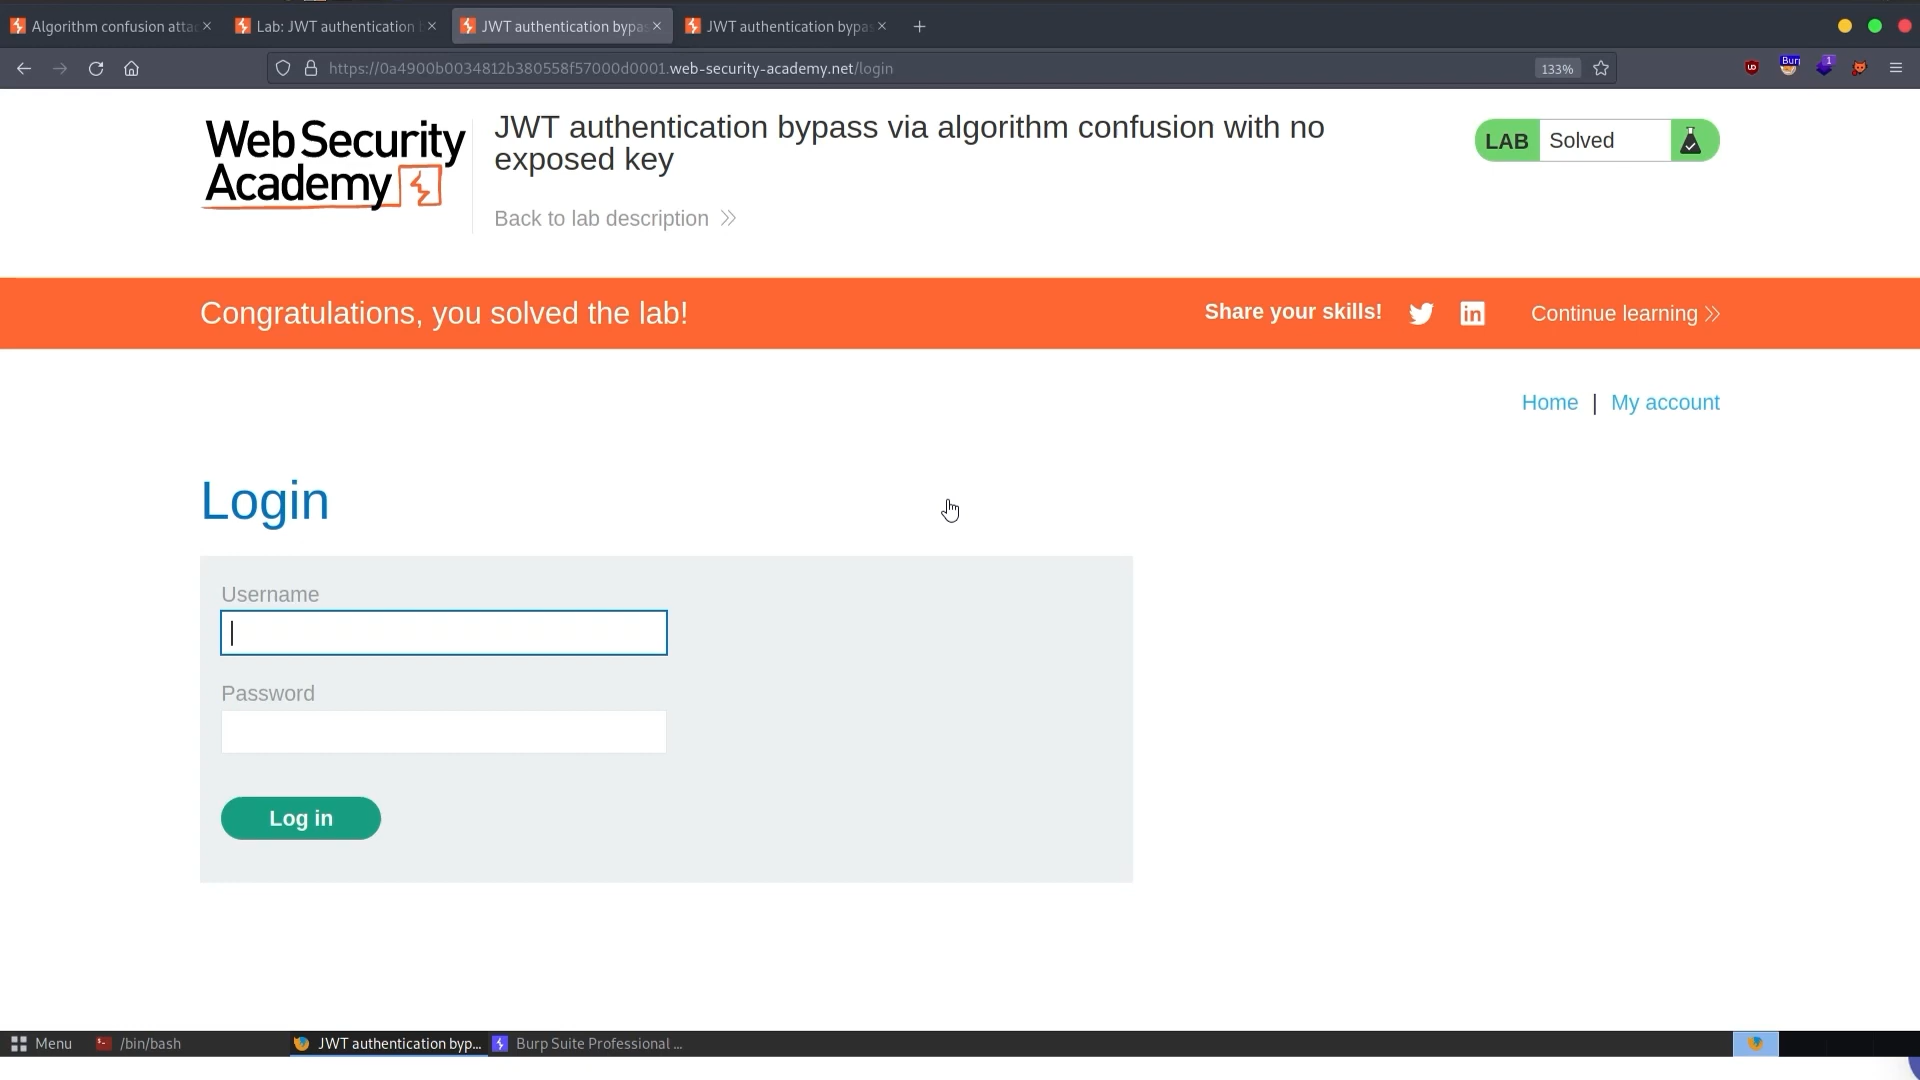 Algorithm confusion atta
Lab: JWT authentication
JWT authentication bypa
JWT authentication bypa
https://0a4900b0034812b380558f57000d0001.web-security-academy.net/login
133%
Burp
1
Web Security
Academy
JWT authentication bypass via algorithm confusion with no
exposed key
Back to lab description
LAB Solved
Congratulations, you solved the lab!
Share your skills!
in
Continue learning
Home | My account
Login
Username
Password
Log in
Menu
/bin/bash
JWT authentication byp...
Burp Suite Professional ...